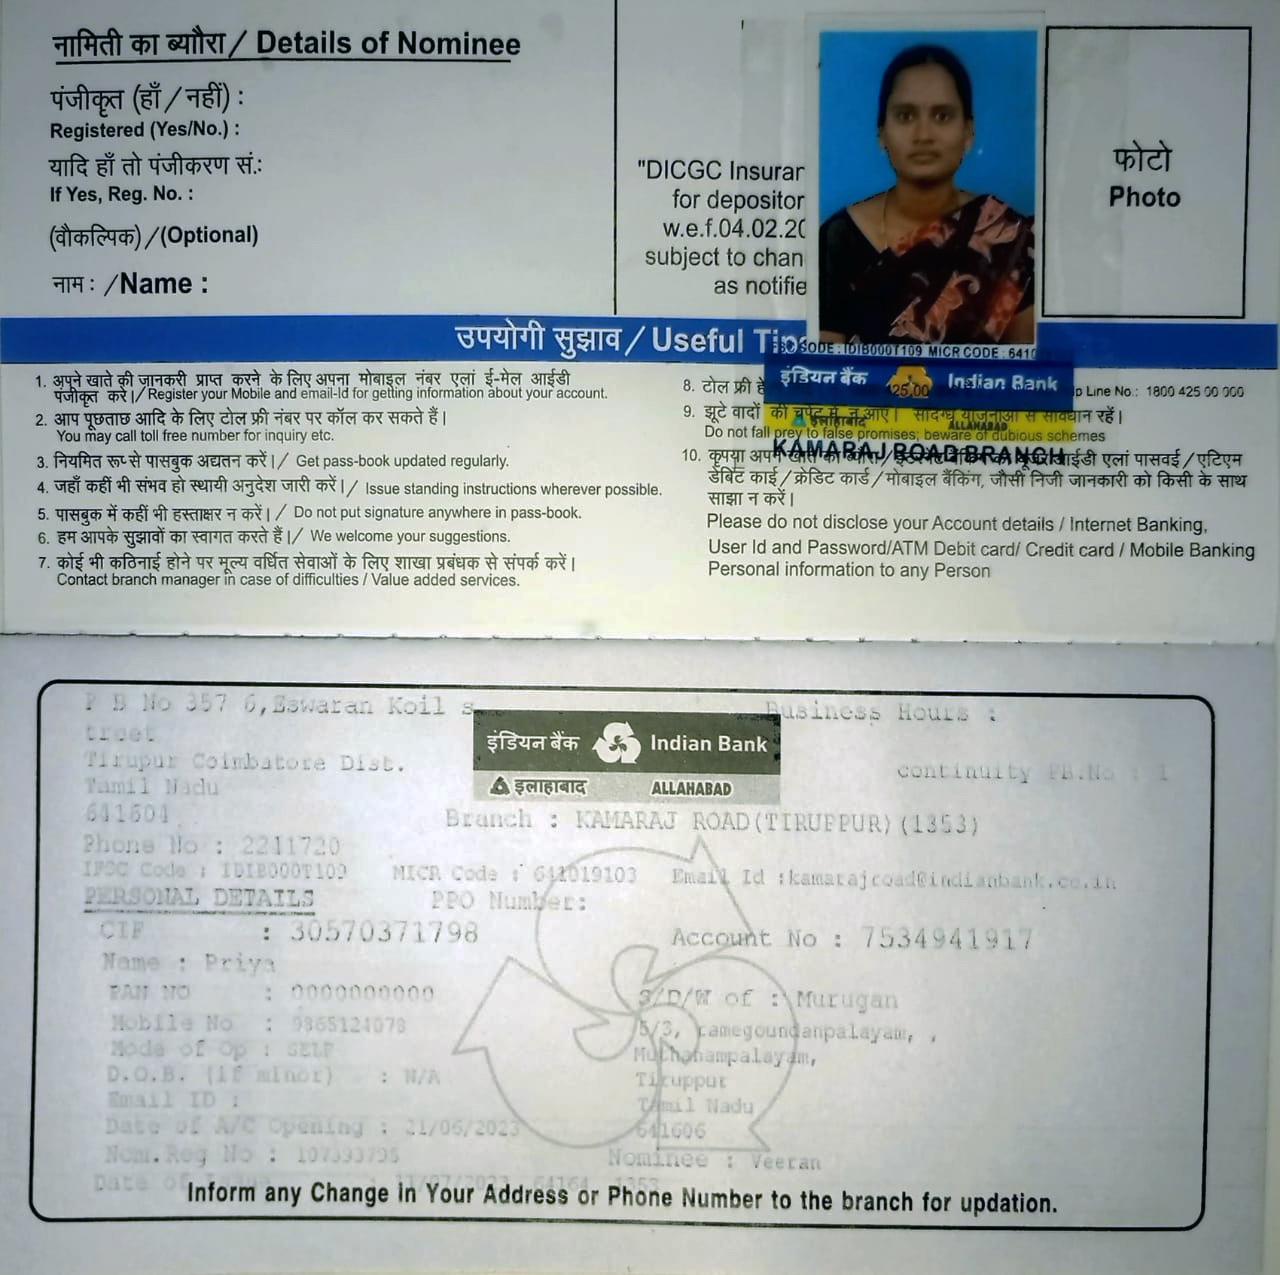 नामिती का ब्यौरा / Details of Nominee
पंजीकृत (हाँ / नहीं) :
Registered (Yes/No.) :
यादि हाँ तो पंजीकरण सं.:
If Yes, Reg. No. :
(वौकल्पिक) / (Optional)
नाम : / Name :
"DICGC Insurar
for depositor
w.e.f.04.02.20
subject to chan
as notifie
फोटो
Photo
उपयोगी सुझाव / Useful Tips
CODE : IDIB000T109 MICR CODE : 6410
इंडियन बैंक Indian Bank
इलाहाबाद ALLAHABAD
KAMARAJ ROAD BRANCH
1. अपने खाते की जानकरी प्राप्त करने के लिए अपना मोबाइल नंबर एलां ई-मेल आईडी
पंजीकृत करें। / Register your Mobile and email-Id for getting information about your account.
2. आप पूछताछ आदि के लिए टोल फ्री नंबर पर कॉल कर सकते हैं।
You may call toll free number for inquiry etc.
3. नियमित रूप से पासबुक अद्यतन करें। / Get pass-book updated regularly.
4. जहाँ कहीं भी संभव हो स्थायी अनुदेश जारी करें। / Issue standing instructions wherever possible.
5. पासबुक में कहीं भी हस्ताक्षर न करें। / Do not put signature anywhere in pass-book.
6. हम आपके सुझावों का स्वागत करते हैं। / We welcome your suggestions.
7. कोई भी कठिनाई होने पर मूल्य वर्धित सेवाओं के लिए शाखा प्रबंधक से संपर्क करें।
Contact branch manager in case of difficulties / Value added services.
8. टोल फ्री हे 425 00 p Line No.: 1800 425 00 000
9. झूटे वादों की चपेट में न आए। संदिग्ध योजनाओं से सावधान रहें।
Do not fall prey to false promises; beware of dubious schemes
10. कृपया अपने खाते आईडी एलां पासवई / एटिएम
डेबिट काई / क्रेडिट कार्ड / मोबाइल बैंकिंग, जौसी निजी जानकारी को किसी के साथ
साझा न करें।
Please do not disclose your Account details / Internet Banking,
User Id and Password/ATM Debit card/ Credit card / Mobile Banking
Personal information to any Person
P B No 357 6,Eswaran Koil s
treet
Business Hours :
इंडियन बैंक Indian Bank
इलाहाबाद ALLAHABAD
Tirupur Coimbatore Dist.
continuity PB.No : 1
Tamil Nadu
641604
Branch : KAMARAJ ROAD(TIRUPPUR)(1353)
Phone No : 2211720
IFSC Code : IDIB000T109 MICR Code : 641019103 Email Id :kamarajroad@indianbank.co.in
PERSONAL DETAILS PPO Number:
CIF : 30570371798 Account No : 7534941917
Name : Priya
PAN NO : 0000000000 S/D/W of : Murugan
Mobile No : 9865124078 5/3, ramegoundanpalayam, ,
Mode of Op : SELF Muthanampalayam,
D.O.B. (if minor) : N/A Tiruppur
Email ID : Tamil Nadu
Date of A/C Opening : 21/06/2023 641606
Nom.Reg No : 107393795 Nominee : Veeran
Date of Issue
Inform any Change in Your Address or Phone Number to the branch for updation.